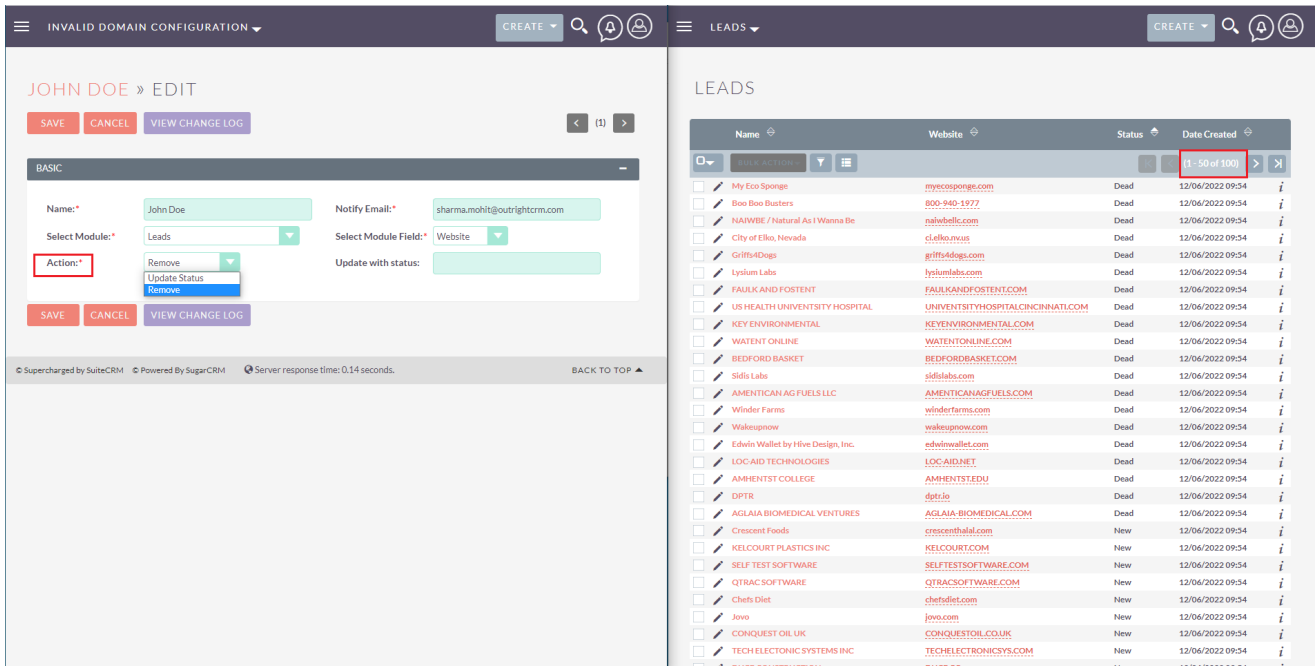 INVALID DOMAIN CONFIGURATION
CREATE
JOHN DOE » EDIT
SAVE CANCEL VIEW CHANGE LOG
(1)
BASIC
Name:* John Doe Notify Email:* sharma.mohit@outrightcrm.com
Select Module:* Leads Select Module Field:* Website
Action:* Remove Update with status:
Update Status
Remove
SAVE CANCEL VIEW CHANGE LOG
© Supercharged by SuiteCRM © Powered By SugarCRM Server response time: 0.14 seconds. BACK TO TOP
LEADS
CREATE
LEADS
Name Website Status Date Created
BULK ACTION (1 - 50 of 100)
My Eco Sponge myecosponge.com Dead 12/06/2022 09:54
Boo Boo Busters 800-940-1977 Dead 12/06/2022 09:54
NAIWBE / Natural As I Wanna Be naiwbellc.com Dead 12/06/2022 09:54
City of Elko, Nevada ci.elko.nv.us Dead 12/06/2022 09:54
Griffs4Dogs griffs4dogs.com Dead 12/06/2022 09:54
Lysium Labs lysiumlabs.com Dead 12/06/2022 09:54
FAULK AND FOSTENT FAULKANDFOSTENT.COM Dead 12/06/2022 09:54
US HEALTH UNIVENTSITY HOSPITAL UNIVENTSITYHOSPITALCINCINNATI.COM Dead 12/06/2022 09:54
KEY ENVIRONMENTAL KEYENVIRONMENTAL.COM Dead 12/06/2022 09:54
WATENT ONLINE WATENTONLINE.COM Dead 12/06/2022 09:54
BEDFORD BASKET BEDFORDBASKET.COM Dead 12/06/2022 09:54
Sidis Labs sidislabs.com Dead 12/06/2022 09:54
AMENTICAN AG FUELS LLC AMENTICANAGFUELS.COM Dead 12/06/2022 09:54
Winder Farms winderfarms.com Dead 12/06/2022 09:54
Wakeupnow wakeupnow.com Dead 12/06/2022 09:54
Edwin Wallet by Hive Design, Inc. edwinwallet.com Dead 12/06/2022 09:54
LOC-AID TECHNOLOGIES LOC-AID.NET Dead 12/06/2022 09:54
AMHENTST COLLEGE AMHENTST.EDU Dead 12/06/2022 09:54
DPTR dptr.io Dead 12/06/2022 09:54
AGLAIA BIOMEDICAL VENTURES AGLAIA-BIOMEDICAL.COM Dead 12/06/2022 09:54
Crescent Foods crescenthalal.com New 12/06/2022 09:54
KELCOURT PLASTICS INC KELCOURT.COM New 12/06/2022 09:54
SELF TEST SOFTWARE SELFTESTSOFTWARE.COM New 12/06/2022 09:54
QTRAC SOFTWARE QTRACSOFTWARE.COM New 12/06/2022 09:54
Chefs Diet chefsdiet.com New 12/06/2022 09:54
Jovo jovo.com New 12/06/2022 09:54
CONQUEST OIL UK CONQUESTOIL.CO.UK New 12/06/2022 09:54
TECH ELECTONIC SYSTEMS INC TECHELECTRONICSYS.COM New 12/06/2022 09:54